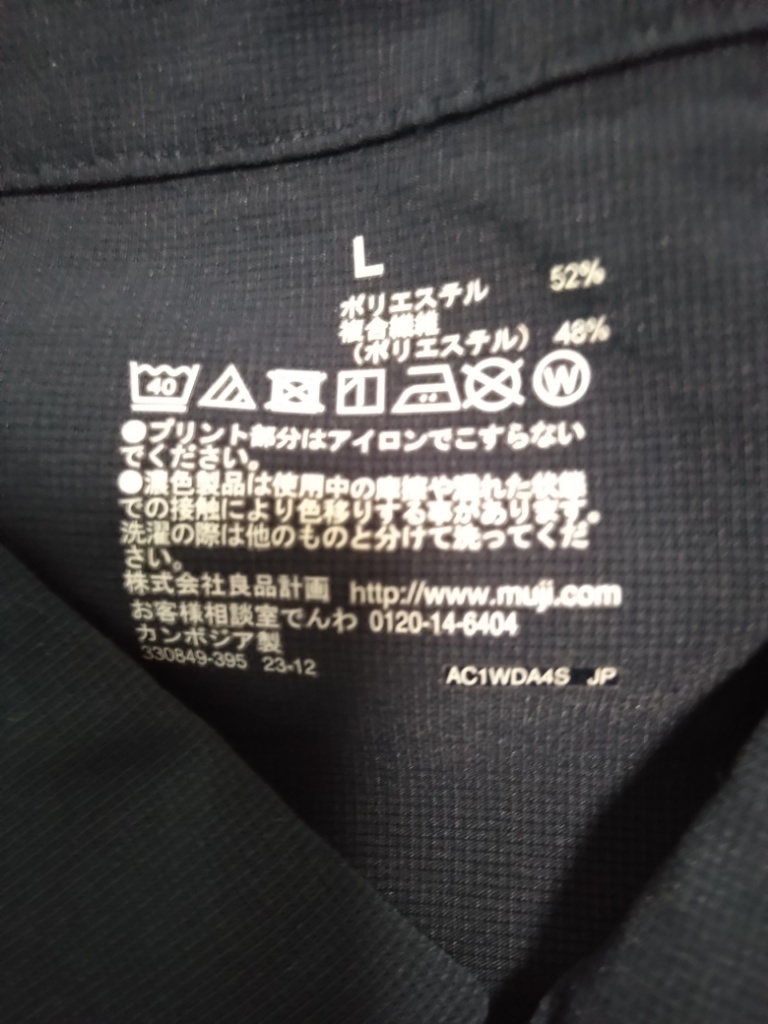 L
ポリエステル 52%
複合繊維
(ポリエステル) 48%
40
W
●プリント部分はアイロンでこすらない
でください。
●濃色製品は使用中の摩擦や濡れた状態
での接触により色移りする事があります。
洗濯の際は他のものと分けて洗ってくだ
さい。
株式会社良品計画 http://www.muji.com
お客様相談室でんわ 0120-14-6404
カンボジア製
330849-395 23-12
AC1WDA4S JP